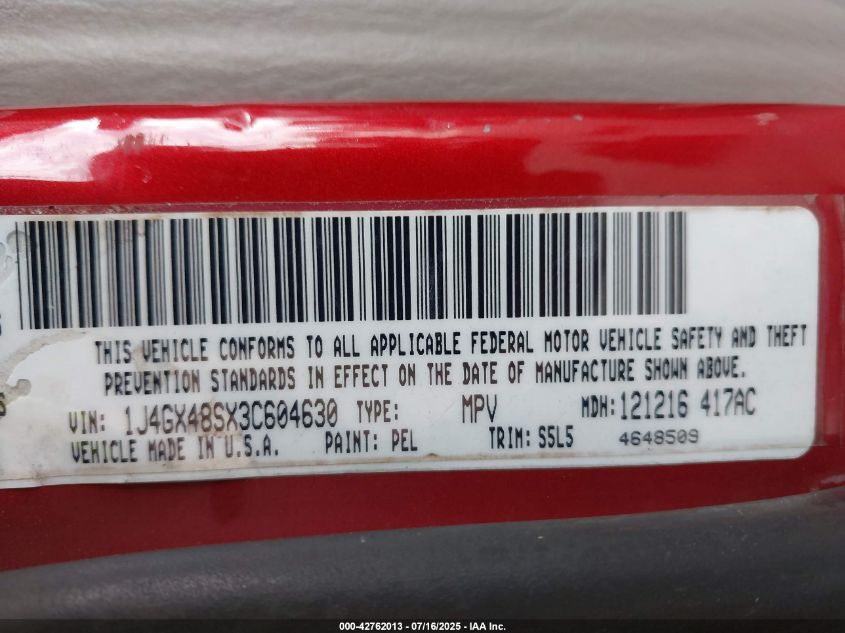 THIS VEHICLE CONFORMS TO ALL APPLICABLE FEDERAL MOTOR VEHICLE SAFETY AND THEFT
PREVENTION STANDARDS IN EFFECT ON THE DATE OF MANUFACTURE SHOWN ABOVE.
VIN: 1J4GX48SX3C604630 TYPE: MPV MDH: 121216 417AC
VEHICLE MADE IN U.S.A. PAINT: PEL TRIM: S5L5 4648509
000-42762013 - 07/16/2025 - IAA Inc.